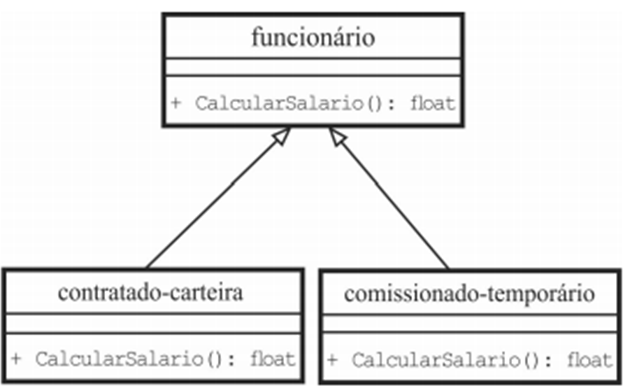 funcionário
+ CalcularSalario(): float
contratado-carteira
+ CalcularSalario(): float
comissionado-temporário
+ CalcularSalario(): float